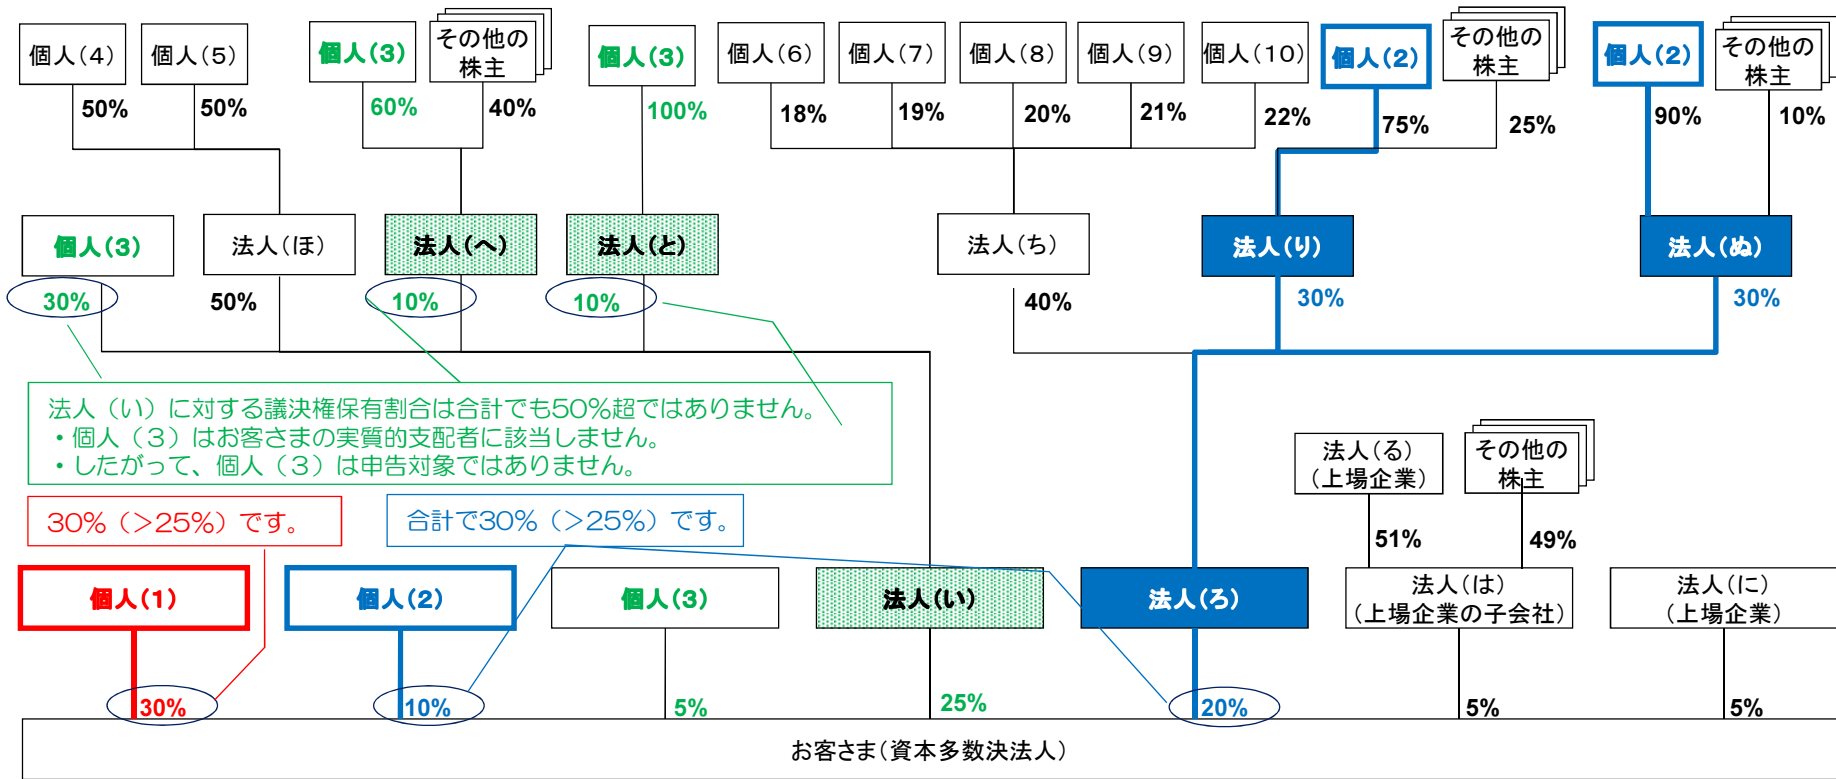 個人(4)
個人(5)
個人(3)
その他の
株主
個人(3)
個人(6)
個人(7)
個人(8)
個人(9)
個人(10)
個人(2)
その他の
株主
個人(2)
その他の
株主
50%
50%
60%
40%
100%
18%
19%
20%
21%
22%
75%
25%
90%
10%
個人(3)
法人(ほ)
法人(へ)
法人(と)
法人(ち)
法人(り)
法人(ぬ)
30%
50%
10%
10%
40%
30%
30%
法人(い)に対する議決権保有割合は合計でも50%超ではありません。
・個人(3)はお客さまの実質的支配者に該当しません。
・したがって、個人(3)は申告対象ではありません。
法人(る)
(上場企業)
その他の
株主
30%(>25%)です。
合計で30%(>25%)です。
51%
49%
個人(1)
個人(2)
個人(3)
法人(い)
法人(ろ)
法人(は)
(上場企業の子会社)
法人(に)
(上場企業)
30%
10%
5%
25%
20%
5%
5%
お客さま(資本多数決法人)